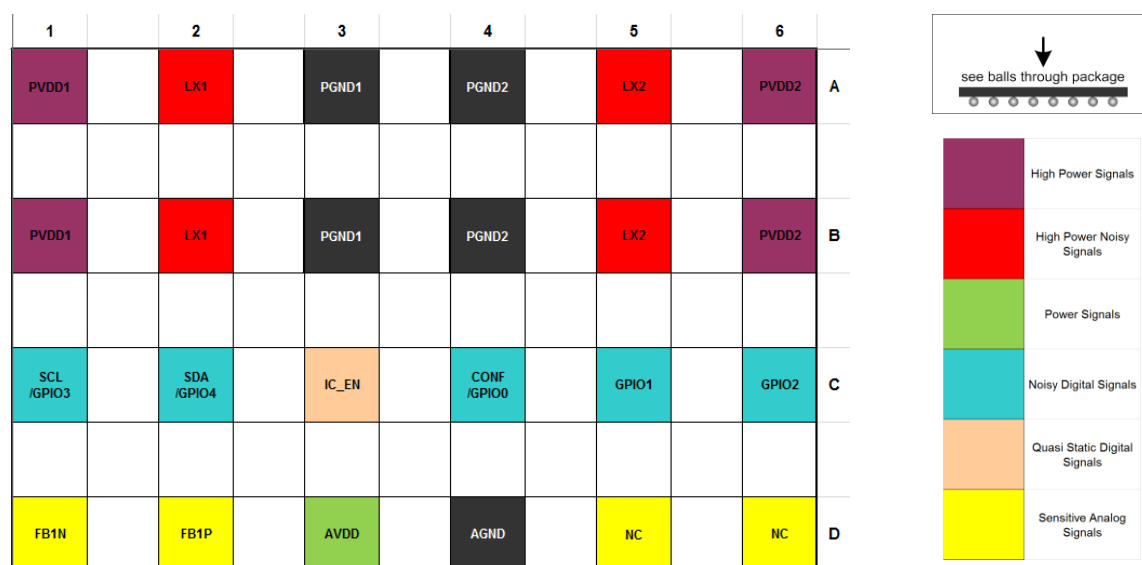 1 2 3 4 5 6
PVDD1 LX1 PGND1 PGND2 LX2 PVDD2 A
PVDD1 LX1 PGND1 PGND2 LX2 PVDD2 B
SCL SDA IC_EN CONF GPIO1 GPIO2 C
/GPIO3 /GPIO4 /GPIO0
FB1N FB1P AVDD AGND NC NC D
see balls through package
High Power Signals
High Power Noisy
Signals
Power Signals
Noisy Digital Signals
Quasi Static Digital
Signals
Sensitive Analog
Signals